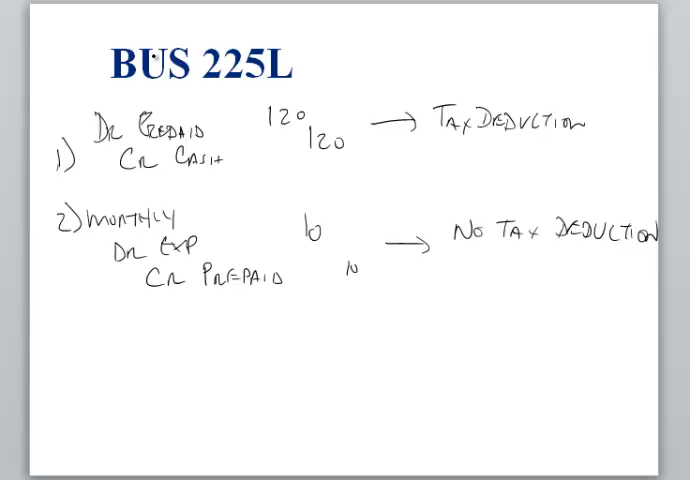 BUS 225L
1) DR PREPAID 120 → TAX DEDUCTION
CR CASH 120
2) MONTHLY
DR EXP 10 → NO TAX DEDUCTION
CR PREPAID 10